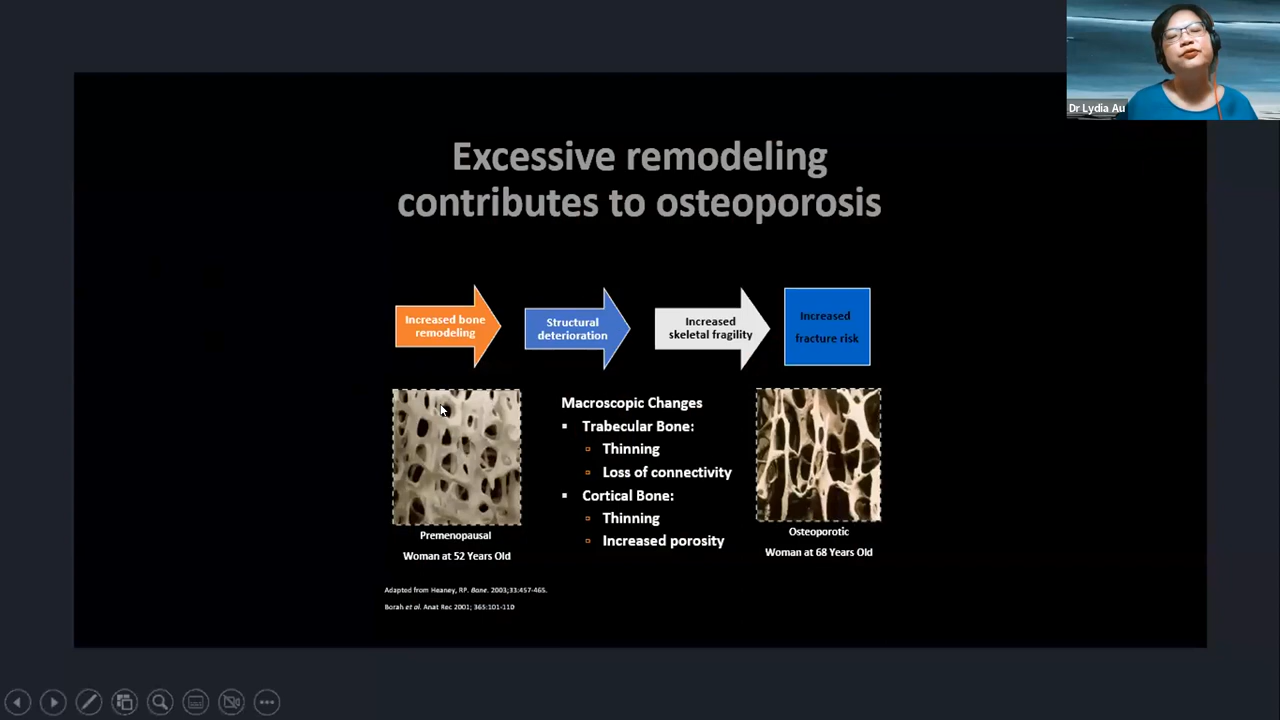 Dr Lydia Au
Excessive remodeling
contributes to osteoporosis
Increased bone
remodeling
Structural
deterioration
Increased
skeletal fragility
Increased
fracture risk
Macroscopic Changes
▪ Trabecular Bone:
▫ Thinning
▫ Loss of connectivity
▪ Cortical Bone:
▫ Thinning
▫ Increased porosity
Premenopausal
Woman at 52 Years Old
Osteoporotic
Woman at 68 Years Old
Adapted from Heaney, RP. Bone. 2003;33:457-465.
Borah et al. Anat Rec 2001; 365:101-110